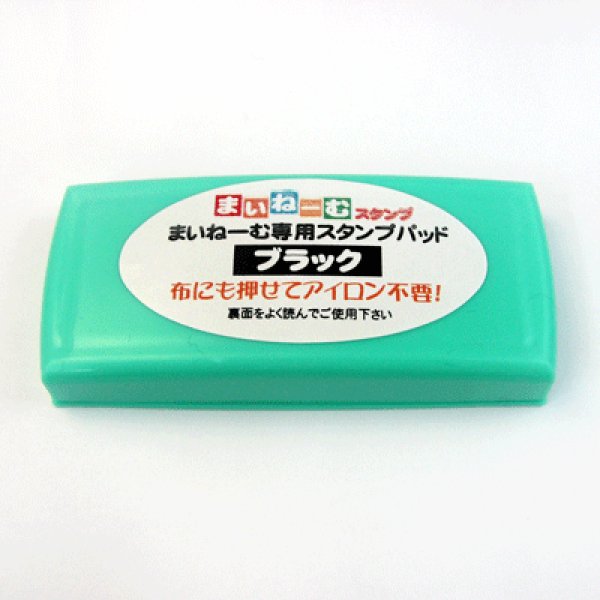 まいねーむスタンプ
まいねーむ専用スタンプパッド
ブラック
布にも押せてアイロン不要!
裏面をよく読んでご使用下さい